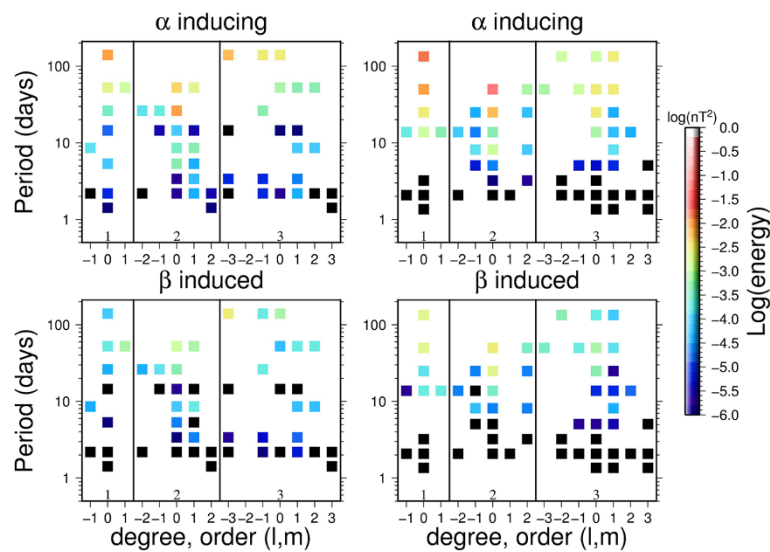 α inducing
α inducing
Period (days)
100
10
1
100
10
1
1
2
3
1
2
3
−1 0 1 −2−1 0 1 2 −3−2−1 0 1 2 3
−1 0 1 −2−1 0 1 2 −2−1 0 1 2 3
log(nT²)
0.0
−0.5
−1.0
−1.5
−2.0
−2.5
−3.0
−3.5
−4.0
−4.5
−5.0
−5.5
−6.0
Log(energy)
β induced
β induced
Period (days)
100
10
1
100
10
1
1
2
3
1
2
3
−1 0 1 −2−1 0 1 2 −3−2−1 0 1 2 3
−1 0 1 −2−1 0 1 2 −3−2−1 0 1 2 3
degree, order (l,m)
degree, order (l,m)